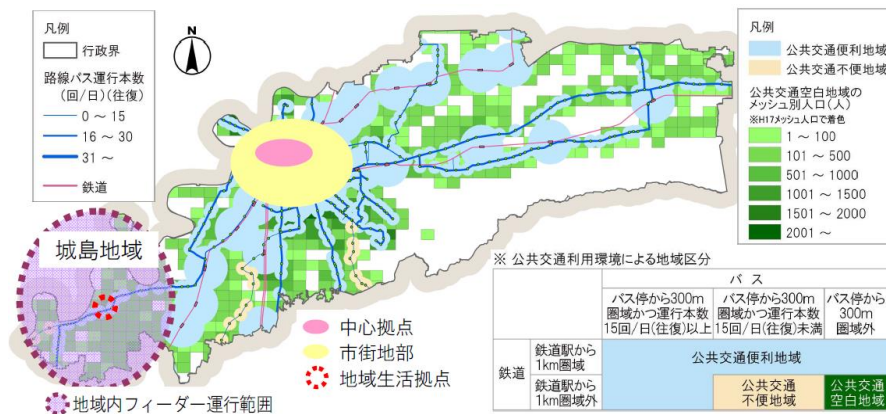 凡例
行政界
路線バス運行本数
(回/日)(往復)
0 ～ 15
16 ～ 30
31 ～
鉄道
N
城島地域
中心拠点
市街地部
地域生活拠点
地域内フィーダー運行範囲
凡例
公共交通便利地域
公共交通不便地域
公共交通空白地域の
メッシュ別人口(人)
※H17メッシュ人口で着色
1 ～ 100
101 ～ 500
501 ～ 1000
1001 ～ 1500
1501 ～ 2000
2001 ～
※ 公共交通利用環境による地域区分
バ ス
バス停から300m
圏域かつ運行本数
15回/日(往復)以上
バス停から300m
圏域かつ運行本数
15回/日(往復)未満
バス停から
300m
圏域外
鉄道
鉄道駅から
1km圏域
鉄道駅から
1km圏域外
公共交通便利地域
公共交通
不便地域
公共交通
空白地域